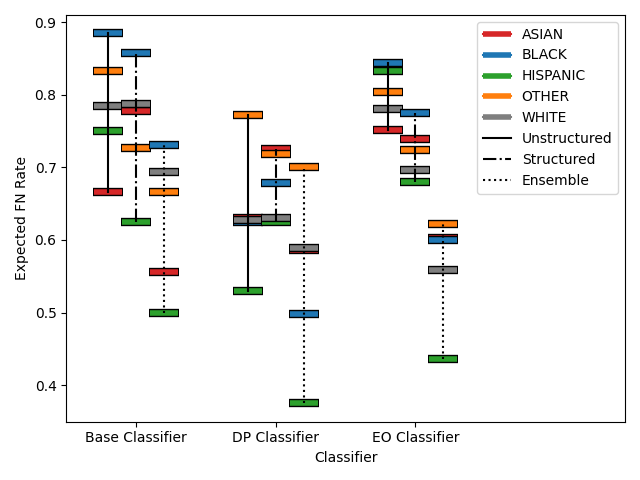 0.9
0.8
0.7
0.6
0.5
0.4
Expected FN Rate
ASIAN
BLACK
HISPANIC
OTHER
WHITE
Unstructured
Structured
Ensemble
Base Classifier
DP Classifier
EO Classifier
Classifier